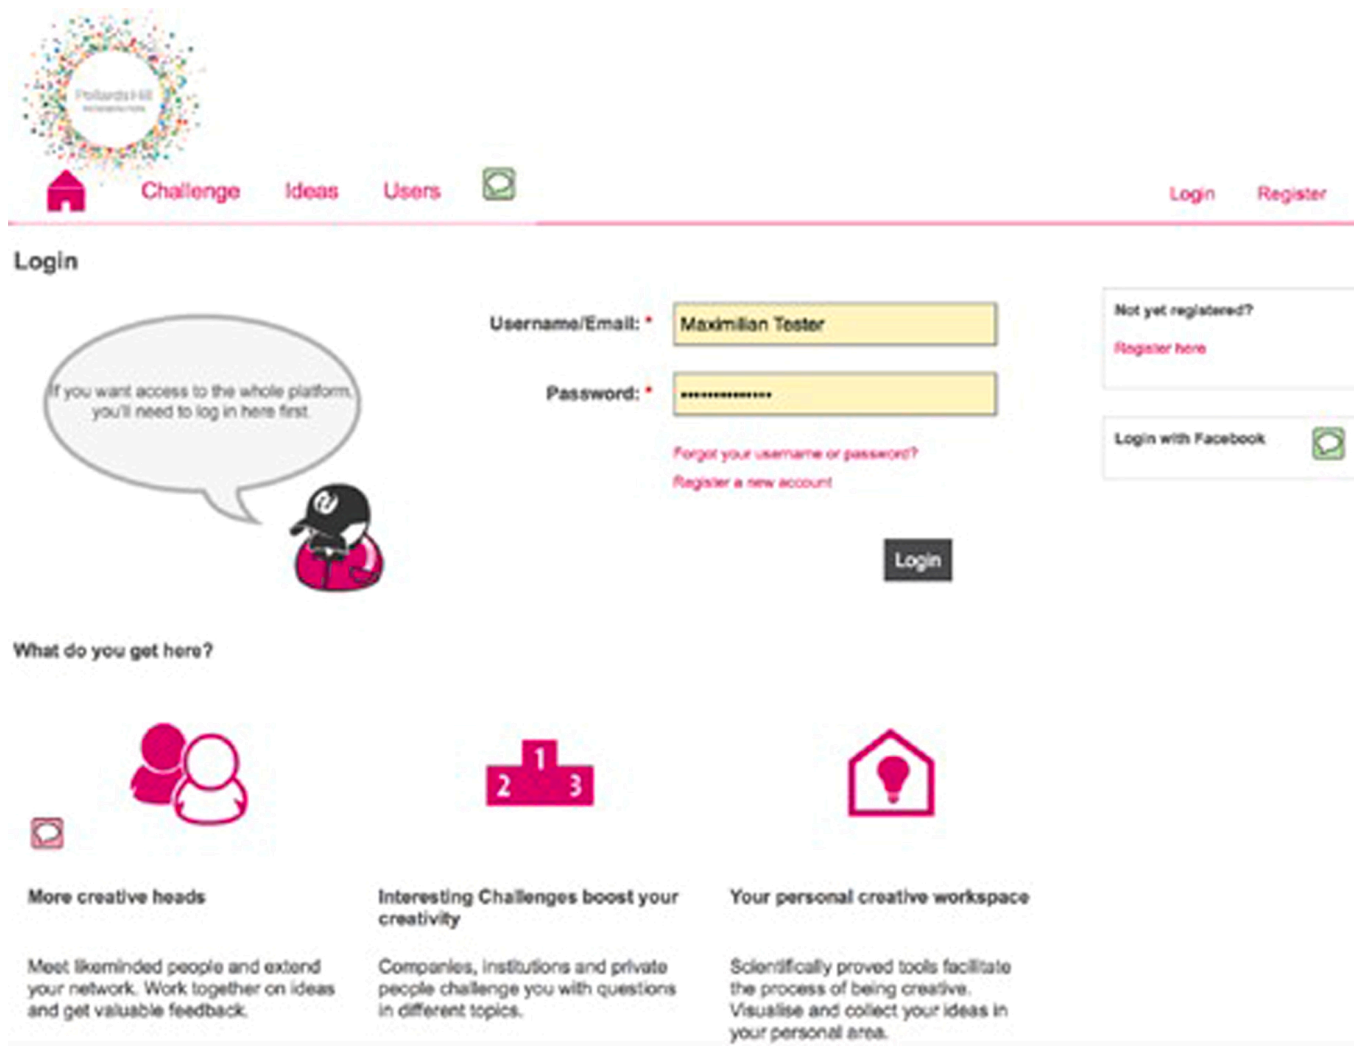 Pollards Hill
Challenge
Ideas
Users
Login
Register
Login
If you want access to the whole platform,
you'll need to log in here first.
Username/Email: *
Maximilian Tester
Password: *
••••••••••••••
Forgot your username or password?
Register a new account
Login
Not yet registered?
Register here
Login with Facebook
What do you get here?
1
2
3
More creative heads
Meet likeminded people and extend
your network. Work together on ideas
and get valuable feedback.
Interesting Challenges boost your
creativity
Companies, institutions and private
people challenge you with questions
in different topics.
Your personal creative workspace
Scientifically proved tools facilitate
the process of being creative.
Visualise and collect your ideas in
your personal area.